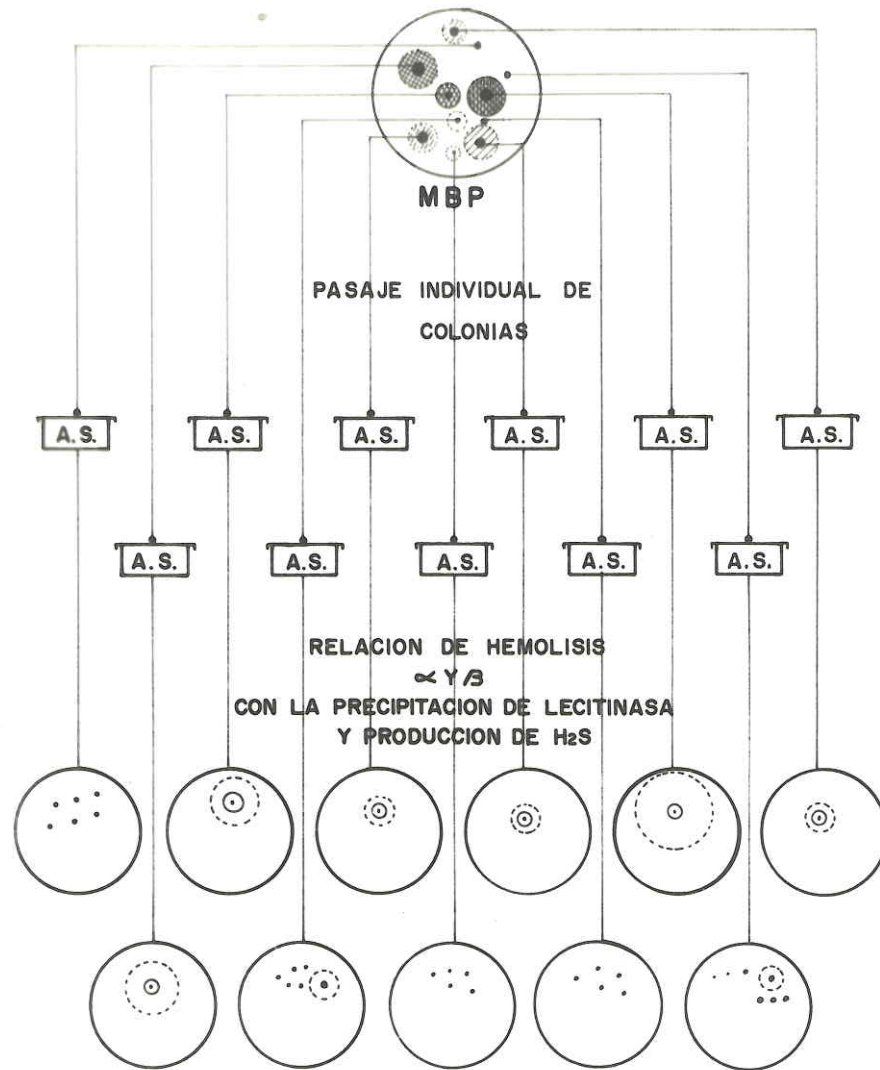 MBP
PASAJE INDIVIDUAL DE
COLONIAS
A.S. A.S. A.S. A.S. A.S. A.S.
A.S. A.S. A.S. A.S. A.S.
RELACION DE HEMOLISIS
∝ Y β
CON LA PRECIPITACION DE LECITINASA
Y PRODUCCION DE H₂S